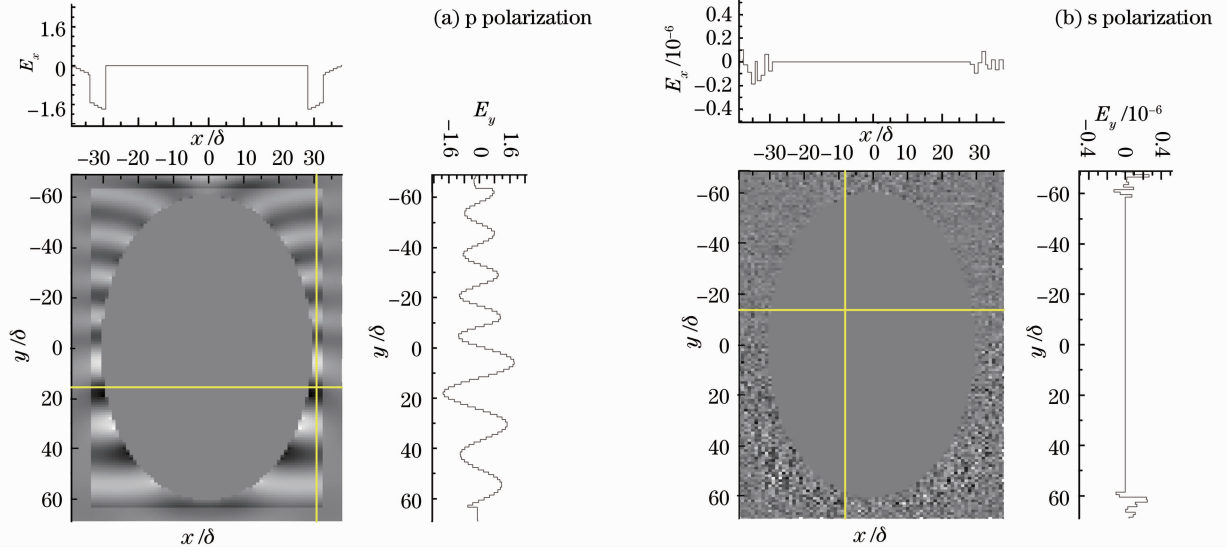 (a) p polarization
1.6
0
−1.6
E_x
x/δ
−30 −20 −10 0 10 20 30
−60
−40
−20
0
20
40
60
y/δ
x/δ
E_y
−1.6 0 1.6
−60
−40
−20
0
20
40
60
y/δ
(b) s polarization
0.4
0.2
0
−0.2
−0.4
E_x/10⁻⁶
x/δ
−30 −20 −10 0 10 20 30
−60
−40
−20
0
20
40
60
y/δ
x/δ
E_y/10⁻⁶
−0.4 0 0.4
−60
−40
−20
0
20
40
60
y/δ